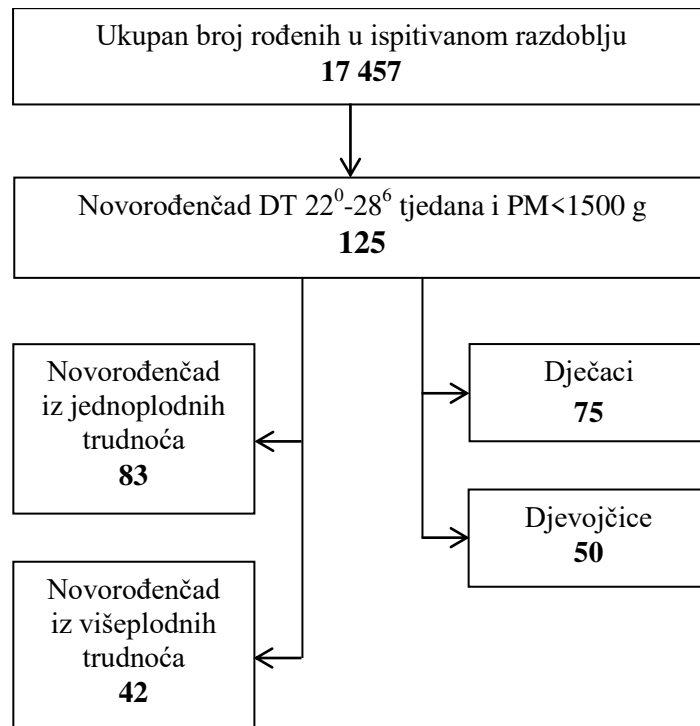 Ukupan broj rođenih u ispitivanom razdoblju
17 457
Novorođenčad DT 22⁰-28⁶ tjedana i PM<1500 g
125
Novorođenčad
iz jednoplodnih
trudnoća
83
Novorođenčad
iz višeplodnih
trudnoća
42
Dječaci
75
Djevojčice
50